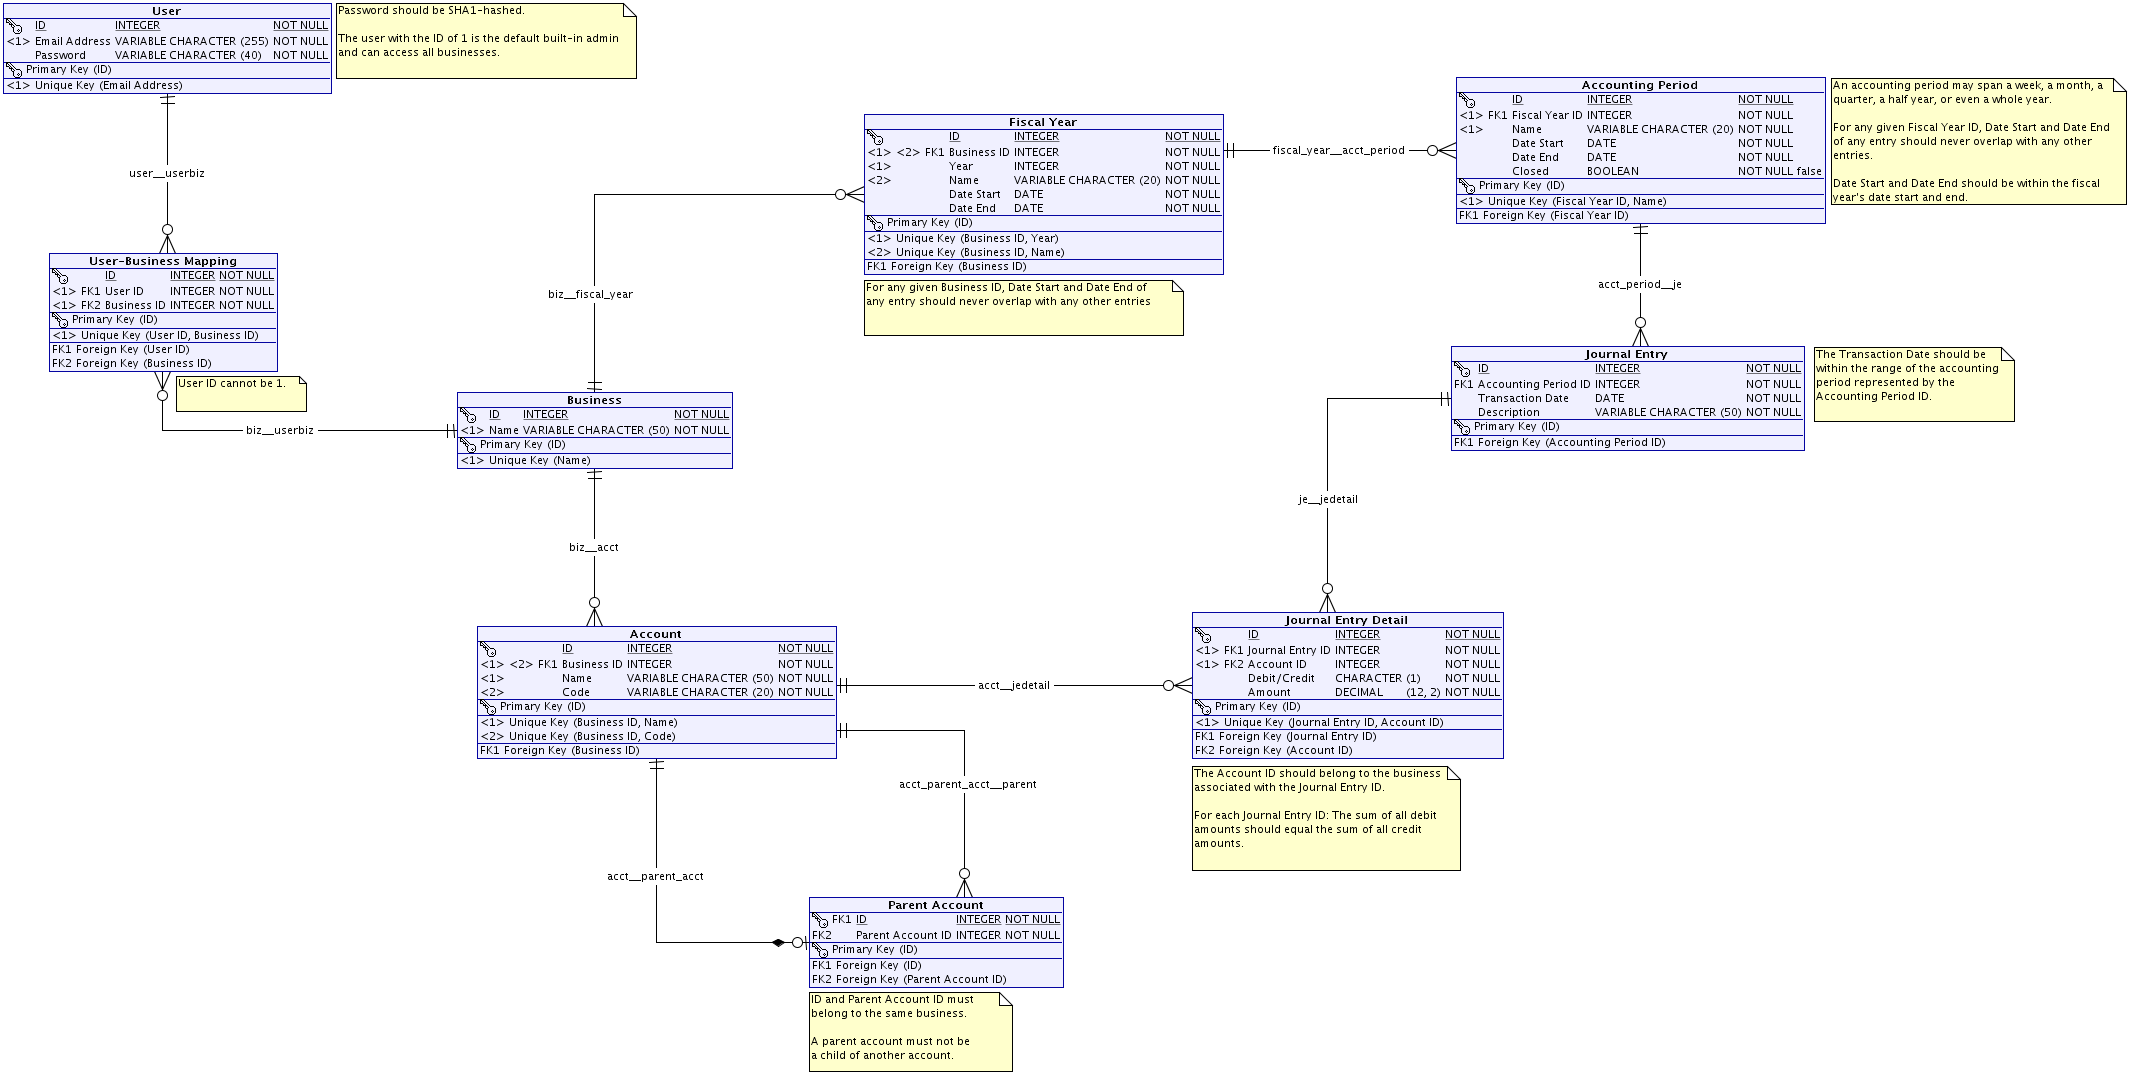 User
ID INTEGER NOT NULL
<1> Email Address VARIABLE CHARACTER (255) NOT NULL
Password VARIABLE CHARACTER (40) NOT NULL
Primary Key (ID)
<1> Unique Key (Email Address)
Password should be SHA1-hashed.
The user with the ID of 1 is the default built-in admin
and can access all businesses.
user__userbiz
User-Business Mapping
ID INTEGER NOT NULL
<1> FK1 User ID INTEGER NOT NULL
<1> FK2 Business ID INTEGER NOT NULL
Primary Key (ID)
<1> Unique Key (User ID, Business ID)
FK1 Foreign Key (User ID)
FK2 Foreign Key (Business ID)
User ID cannot be 1.
biz__userbiz
Fiscal Year
ID INTEGER NOT NULL
<1> <2> FK1 Business ID INTEGER NOT NULL
<1> Year INTEGER NOT NULL
<2> Name VARIABLE CHARACTER (20) NOT NULL
Date Start DATE NOT NULL
Date End DATE NOT NULL
Primary Key (ID)
<1> Unique Key (Business ID, Year)
<2> Unique Key (Business ID, Name)
FK1 Foreign Key (Business ID)
For any given Business ID, Date Start and Date End of
any entry should never overlap with any other entries
biz__fiscal_year
fiscal_year__acct_period
Accounting Period
ID INTEGER NOT NULL
<1> FK1 Fiscal Year ID INTEGER NOT NULL
<1> Name VARIABLE CHARACTER (20) NOT NULL
Date Start DATE NOT NULL
Date End DATE NOT NULL
Closed BOOLEAN NOT NULL false
Primary Key (ID)
<1> Unique Key (Fiscal Year ID, Name)
FK1 Foreign Key (Fiscal Year ID)
An accounting period may span a week, a month, a
quarter, a half year, or even a whole year.
For any given Fiscal Year ID, Date Start and Date End
of any entry should never overlap with any other
entries.
Date Start and Date End should be within the fiscal
year's date start and end.
acct_period__je
Journal Entry
ID INTEGER NOT NULL
FK1 Accounting Period ID INTEGER NOT NULL
Transaction Date DATE NOT NULL
Description VARIABLE CHARACTER (50) NOT NULL
Primary Key (ID)
FK1 Foreign Key (Accounting Period ID)
The Transaction Date should be
within the range of the accounting
period represented by the
Accounting Period ID.
Business
ID INTEGER NOT NULL
<1> Name VARIABLE CHARACTER (50) NOT NULL
Primary Key (ID)
<1> Unique Key (Name)
je__jedetail
biz__acct
Account
ID INTEGER NOT NULL
<1> <2> FK1 Business ID INTEGER NOT NULL
<1> Name VARIABLE CHARACTER (50) NOT NULL
<2> Code VARIABLE CHARACTER (20) NOT NULL
Primary Key (ID)
<1> Unique Key (Business ID, Name)
<2> Unique Key (Business ID, Code)
FK1 Foreign Key (Business ID)
acct__jedetail
Journal Entry Detail
ID INTEGER NOT NULL
<1> FK1 Journal Entry ID INTEGER NOT NULL
<1> FK2 Account ID INTEGER NOT NULL
Debit/Credit CHARACTER (1) NOT NULL
Amount DECIMAL (12, 2) NOT NULL
Primary Key (ID)
<1> Unique Key (Journal Entry ID, Account ID)
FK1 Foreign Key (Journal Entry ID)
FK2 Foreign Key (Account ID)
The Account ID should belong to the business
associated with the Journal Entry ID.
For each Journal Entry ID: The sum of all debit
amounts should equal the sum of all credit
amounts.
acct_parent_acct__parent
acct__parent_acct
Parent Account
FK1 ID INTEGER NOT NULL
FK2 Parent Account ID INTEGER NOT NULL
Primary Key (ID)
FK1 Foreign Key (ID)
FK2 Foreign Key (Parent Account ID)
ID and Parent Account ID must
belong to the same business.
A parent account must not be
a child of another account.